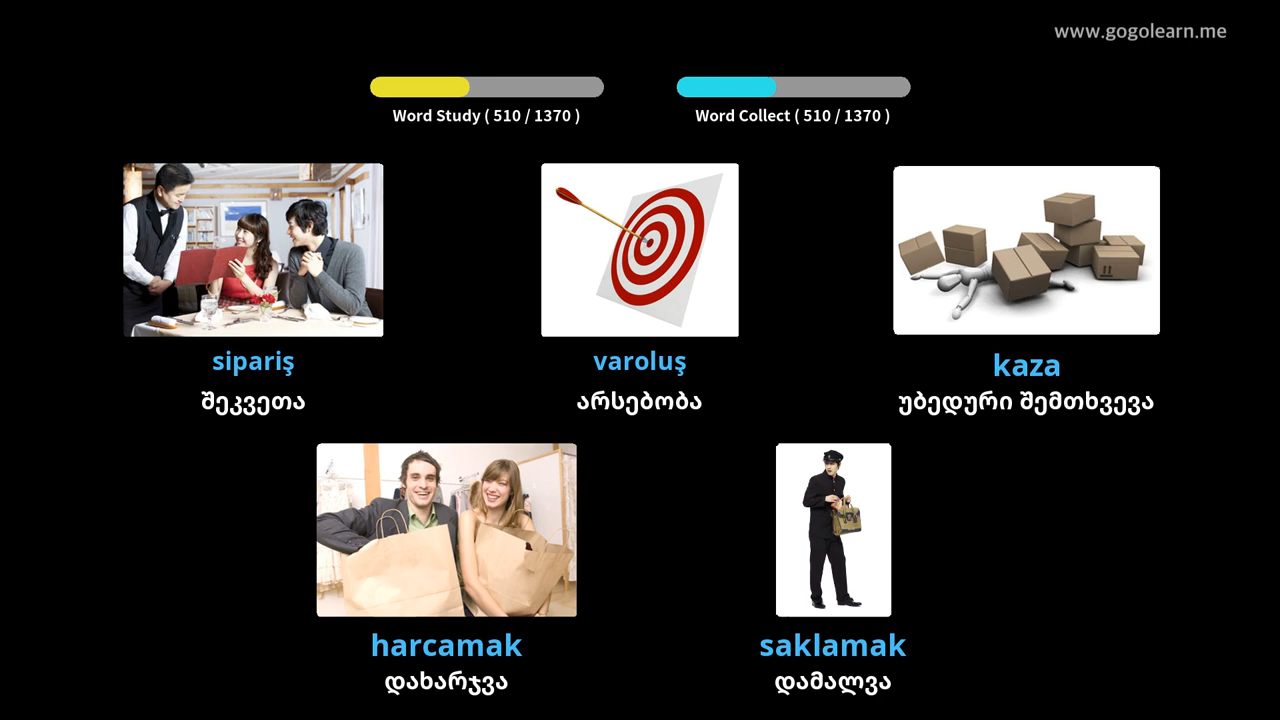 www.gogolearn.me
Word Study ( 510 / 1370 )
Word Collect ( 510 / 1370 )
sipariş
varoluş
kaza
შეკვეთა
არსებობა
უბედური შემთხვევა
harcamak
saklamak
დახარჯვა
დამალვა